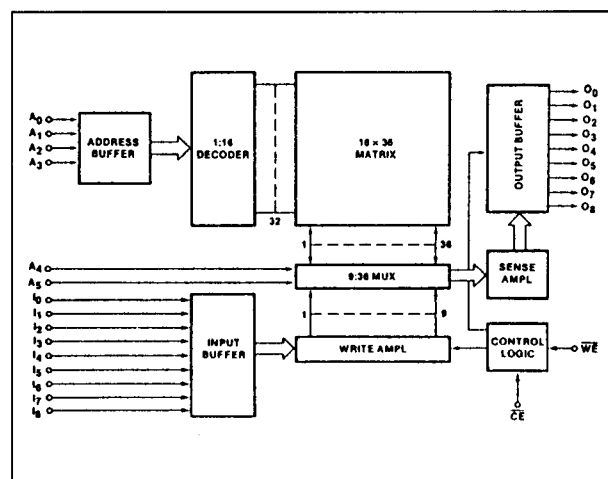 A0
A1
A2
A3
ADDRESS
BUFFER
1:16
DECODER
32
16 × 36
MATRIX
OUTPUT BUFFER
O0
O1
O2
O3
O4
O5
O6
O7
O8
1
36
A4
A5
9:36 MUX
SENSE
AMPL
I0
I1
I2
I3
I4
I5
I6
I7
I8
INPUT
BUFFER
1
9
WRITE AMPL
CONTROL
LOGIC
WE
CE